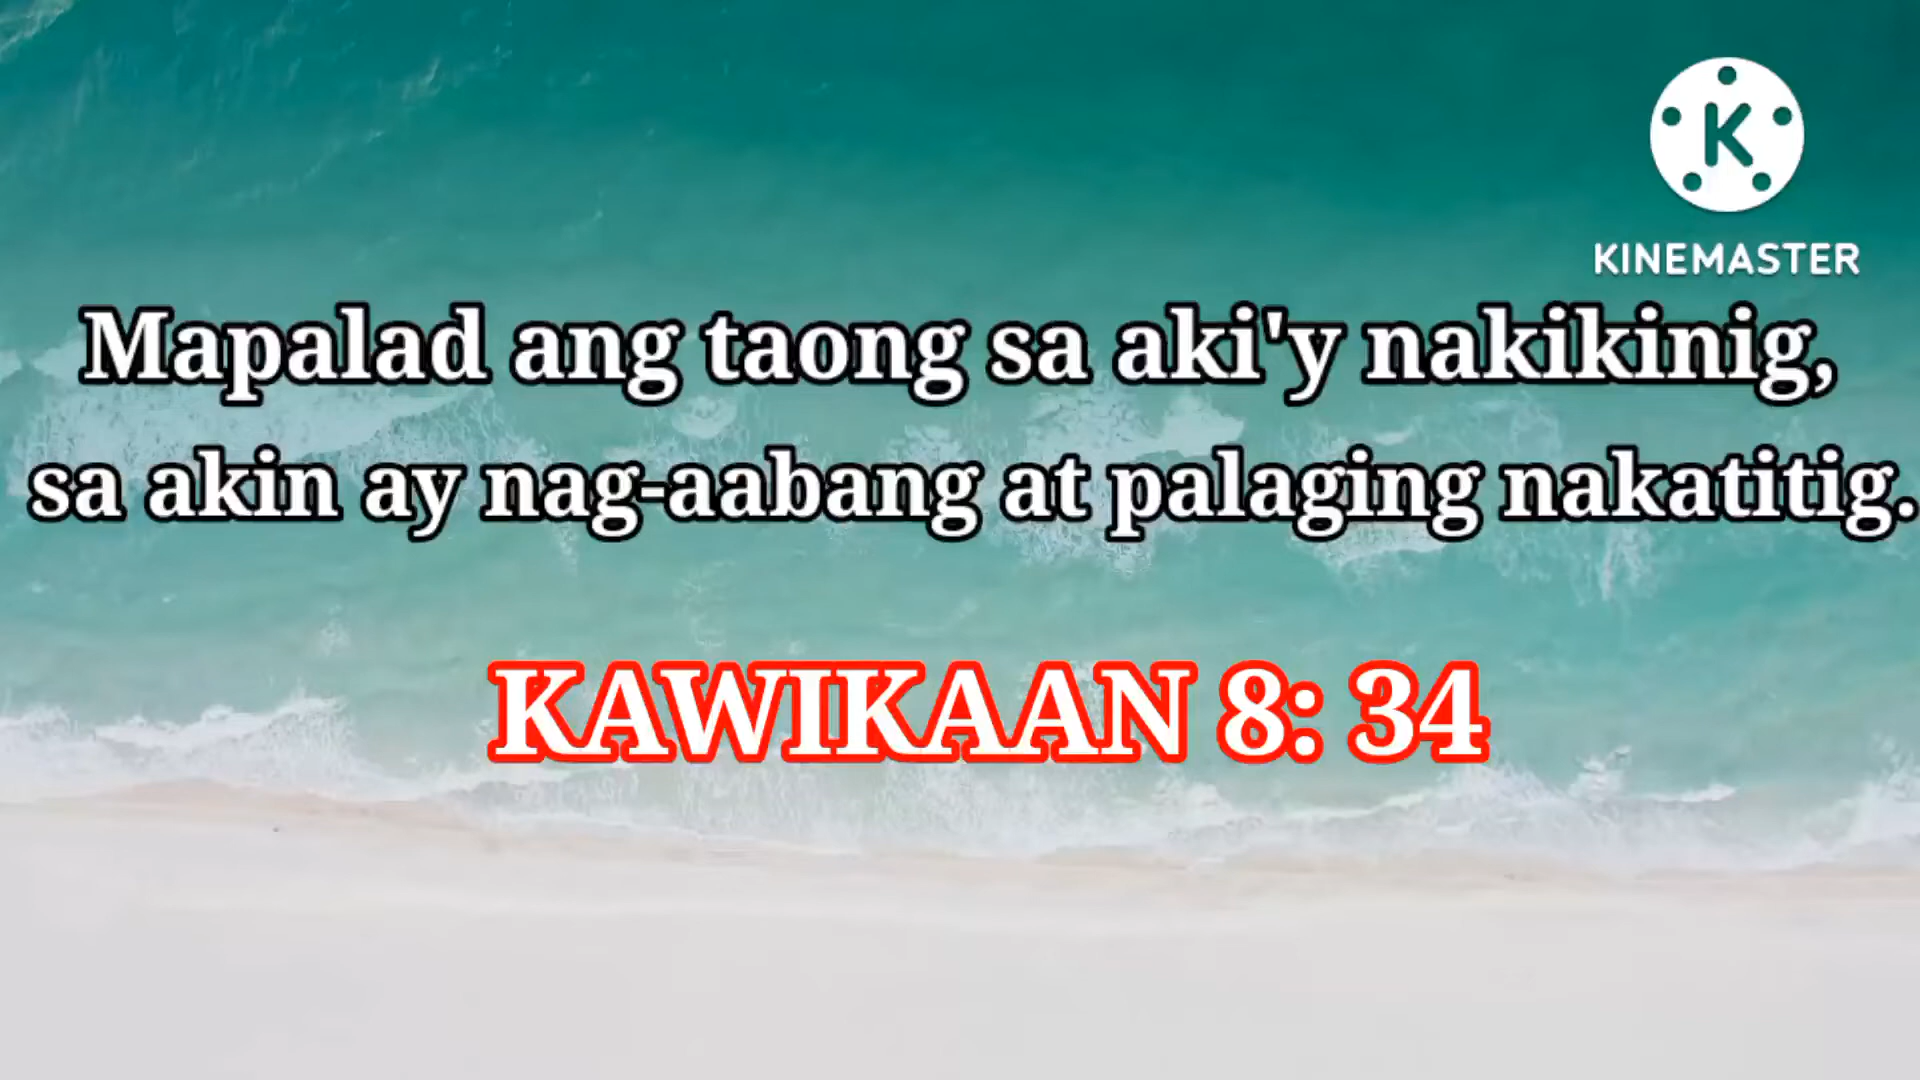 K
KINEMASTER
Mapalad ang taong sa aki'y nakikinig,
sa akin ay nag-aabang at palaging nakatitig.
KAWIKAAN 8: 34